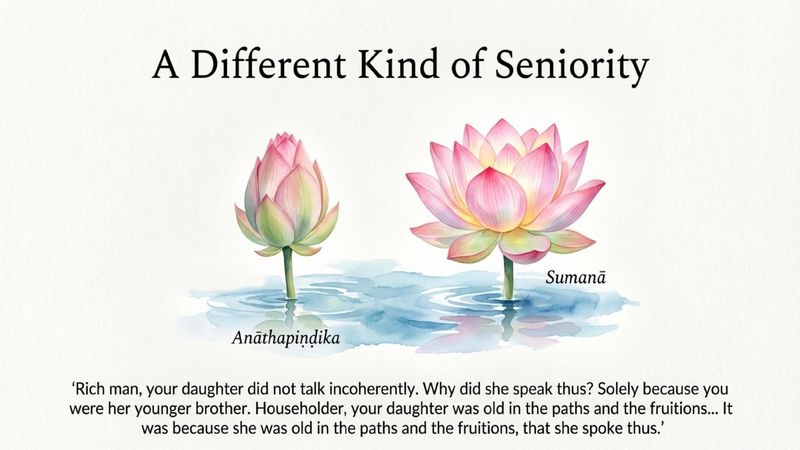 A Different Kind of Seniority
Sumanā
Anāthapiṇḍika
‘Rich man, your daughter did not talk incoherently. Why did she speak thus? Solely because you
were her younger brother. Householder, your daughter was old in the paths and the fruitions... It
was because she was old in the paths and the fruitions, that she spoke thus.’